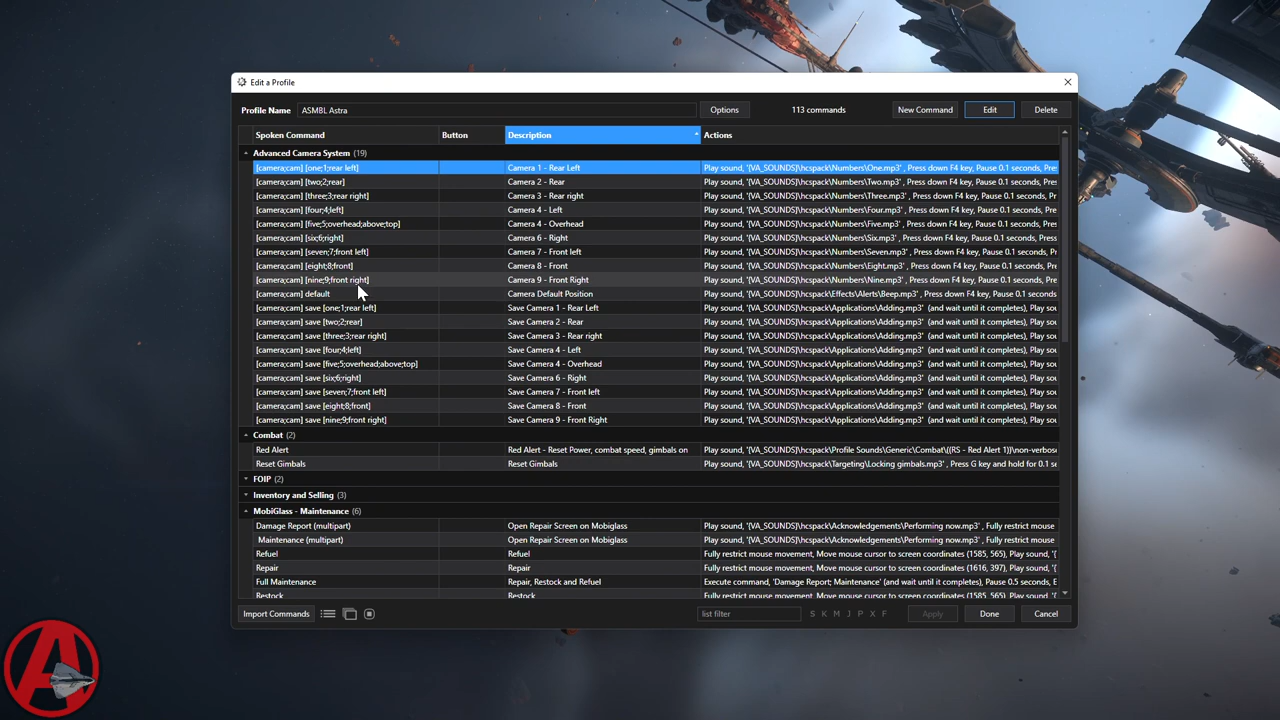 Edit a Profile
Profile Name ASMBL Astra Options 113 commands New Command Edit Delete
Spoken Command Button Description Actions
Advanced Camera System (19)
[camera;cam] [one;1;rear left] Camera 1 - Rear Left Play sound, '{VA_SOUNDS}\hcspack\Numbers\One.mp3' , Press down F4 key, Pause 0.1 seconds, Pre
[camera;cam] [two;2;rear] Camera 2 - Rear Play sound, '{VA_SOUNDS}\hcspack\Numbers\Two.mp3' , Press down F4 key, Pause 0.1 seconds, Pre
[camera;cam] [three;3;rear right] Camera 3 - Rear right Play sound, '{VA_SOUNDS}\hcspack\Numbers\Three.mp3' , Press down F4 key, Pause 0.1 seconds, P
[camera;cam] [four;4;left] Camera 4 - Left Play sound, '{VA_SOUNDS}\hcspack\Numbers\Four.mp3' , Press down F4 key, Pause 0.1 seconds, Pre
[camera;cam] [five;5;overhead;above;top] Camera 4 - Overhead Play sound, '{VA_SOUNDS}\hcspack\Numbers\Five.mp3' , Press down F4 key, Pause 0.1 seconds, Pre
[camera;cam] [six;6;right] Camera 6 - Right Play sound, '{VA_SOUNDS}\hcspack\Numbers\Six.mp3' , Press down F4 key, Pause 0.1 seconds, Pres
[camera;cam] [seven;7;front left] Camera 7 - Front left Play sound, '{VA_SOUNDS}\hcspack\Numbers\Seven.mp3' , Press down F4 key, Pause 0.1 seconds, P
[camera;cam] [eight;8;front] Camera 8 - Front Play sound, '{VA_SOUNDS}\hcspack\Numbers\Eight.mp3' , Press down F4 key, Pause 0.1 seconds, Pr
[camera;cam] [nine;9;front right] Camera 9 - Front Right Play sound, '{VA_SOUNDS}\hcspack\Numbers\Nine.mp3' , Press down F4 key, Pause 0.1 seconds, Pre
[camera;cam] default Camera Default Position Play sound, '{VA_SOUNDS}\hcspack\Effects\Alerts\Beep.mp3' , Press down F4 key, Pause 0.1 seconds
[camera;cam] save [one;1;rear left] Save Camera 1 - Rear Left Play sound, '{VA_SOUNDS}\hcspack\Applications\Adding.mp3' (and wait until it completes), Press d
[camera;cam] save [two;2;rear] Save Camera 2 - Rear Play sound, '{VA_SOUNDS}\hcspack\Applications\Adding.mp3' (and wait until it completes), Press d
[camera;cam] save [three;3;rear right] Save Camera 3 - Rear right Play sound, '{VA_SOUNDS}\hcspack\Applications\Adding.mp3' (and wait until it completes), Press d
[camera;cam] save [four;4;left] Save Camera 4 - Left Play sound, '{VA_SOUNDS}\hcspack\Applications\Adding.mp3' (and wait until it completes), Press d
[camera;cam] save [five;5;overhead;above;top] Save Camera 4 - Overhead Play sound, '{VA_SOUNDS}\hcspack\Applications\Adding.mp3' (and wait until it completes), Press d
[camera;cam] save [six;6;right] Save Camera 6 - Right Play sound, '{VA_SOUNDS}\hcspack\Applications\Adding.mp3' (and wait until it completes), Press d
[camera;cam] save [seven;7;front left] Save Camera 7 - Front left Play sound, '{VA_SOUNDS}\hcspack\Applications\Adding.mp3' (and wait until it completes), Press d
[camera;cam] save [eight;8;front] Save Camera 8 - Front Play sound, '{VA_SOUNDS}\hcspack\Applications\Adding.mp3' (and wait until it completes), Press d
[camera;cam] save [nine;9;front right] Save Camera 9 - Front Right Play sound, '{VA_SOUNDS}\hcspack\Applications\Adding.mp3' (and wait until it completes), Press d
Combat (2)
Red Alert Red Alert - Reset Power, combat speed, gimbals on Play sound, '{VA_SOUNDS}\hcspack\Profile Sounds\Generic\Combat\((RS - Red Alert 1))\non-verbose
Reset Gimbals Reset Gimbals Play sound, '{VA_SOUNDS}\hcspack\Targeting\Locking gimbals.mp3' , Press G key and hold for 0.1 se
FOIP (2)
Inventory and Selling (3)
MobiGlass - Maintenance (6)
Damage Report (multipart) Open Repair Screen on Mobiglass Play sound, '{VA_SOUNDS}\hcspack\Acknowledgements\Performing now.mp3' , Fully restrict mouse
Maintenance (multipart) Open Repair Screen on Mobiglass Play sound, '{VA_SOUNDS}\hcspack\Acknowledgements\Performing now.mp3' , Fully restrict mouse
Refuel Refuel Fully restrict mouse movement, Move mouse cursor to screen coordinates (1585, 565), Play sound, '{
Repair Repair Fully restrict mouse movement, Move mouse cursor to screen coordinates (1616, 397), Play sound, '{
Full Maintenance Repair, Restock and Refuel Execute command, 'Damage Report; Maintenance' (and wait until it completes), Pause 0.5 seconds, E
Restock Restock Fully restrict mouse movement, Move mouse cursor to screen coordinates (1585, 565), Play sound, '{
Import Commands list filter S K M J P X F Apply Done Cancel